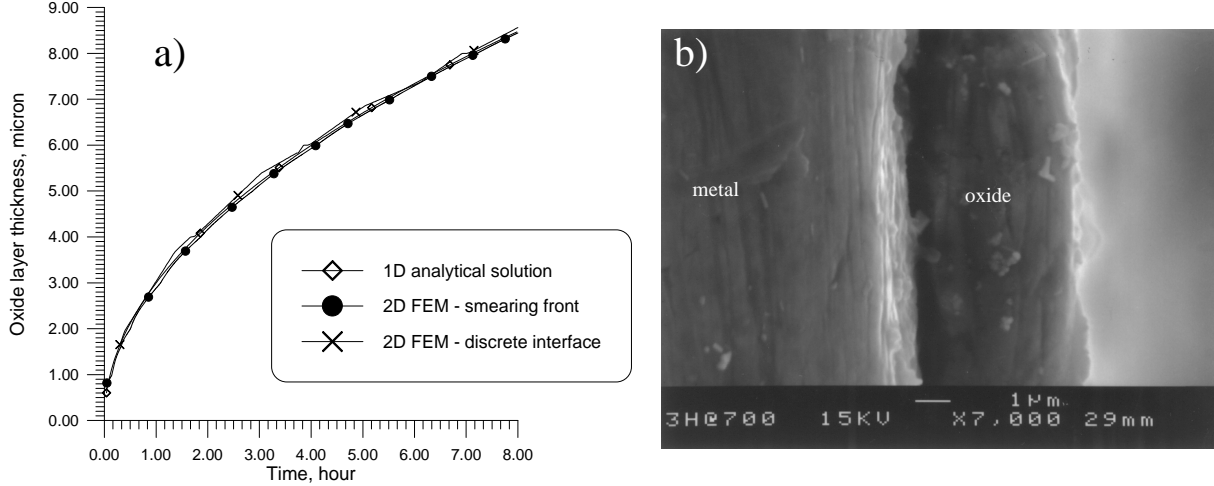 a)
9.00
8.00
7.00
6.00
5.00
4.00
3.00
2.00
1.00
0.00
Oxide layer thickness, micron
0.00 1.00 2.00 3.00 4.00 5.00 6.00 7.00 8.00
Time, hour
1D analytical solution
2D FEM - smearing front
2D FEM - discrete interface
b)
metal
oxide
1µm
3H@700 15KV X7,000 29mm